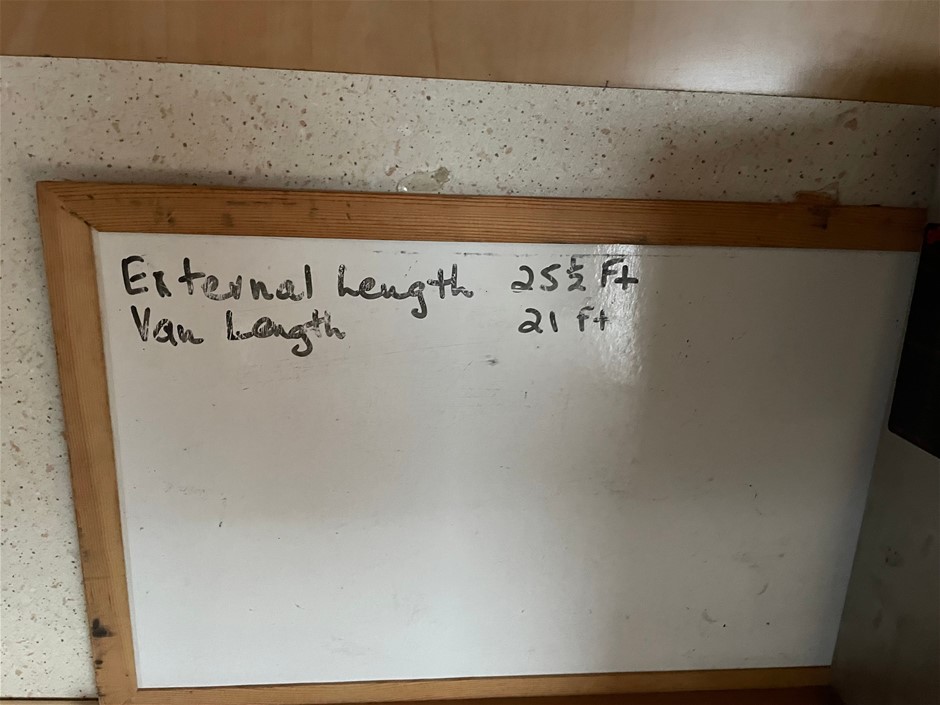 External Length 25½ Ft
Van Length 21 Ft